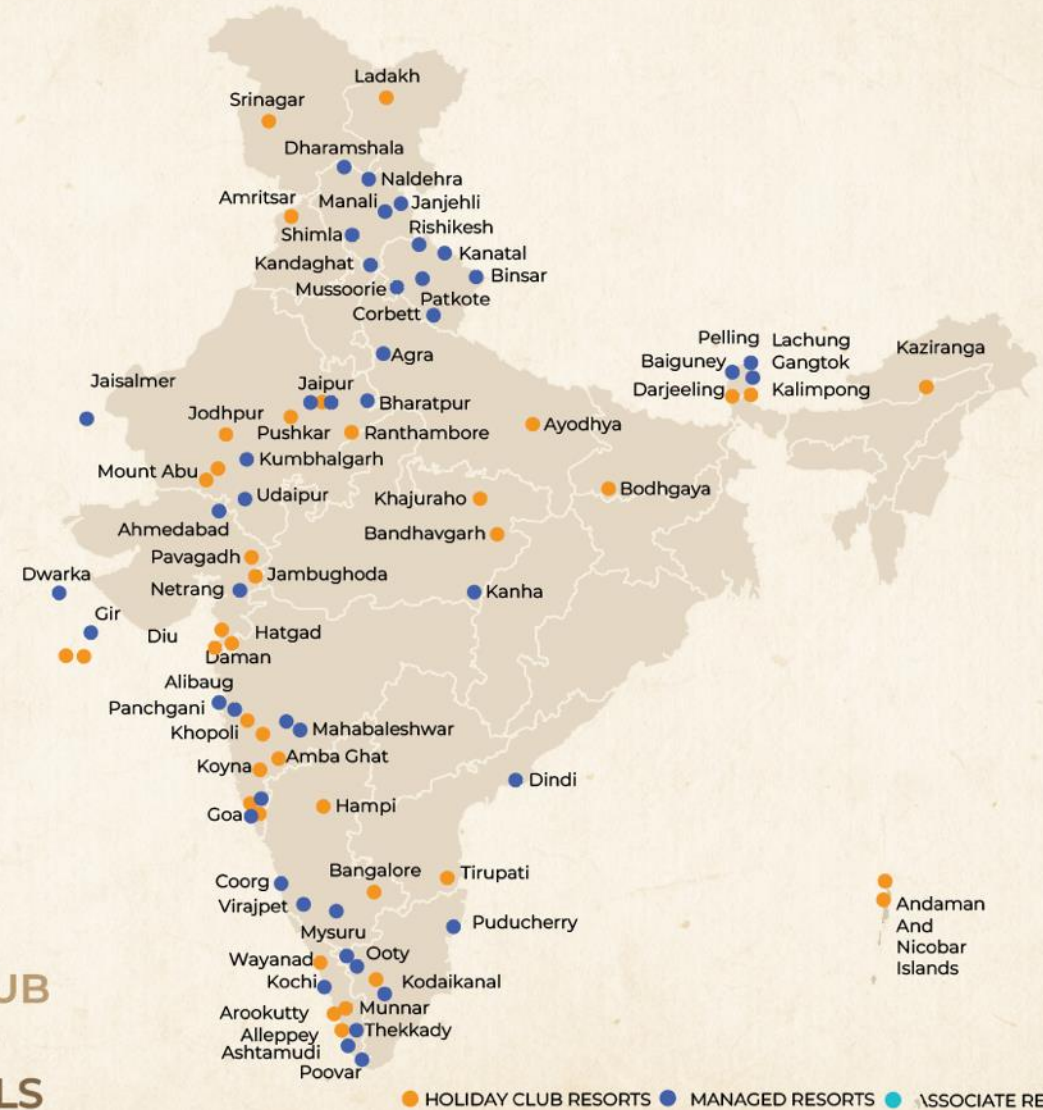 Ladakh
Srinagar
Dharamshala
Naldehra
Amritsar
Manali
Janjehli
Rishikesh
Shimla
Kanatal
Kandaghat
Binsar
Mussoorie
Patkote
Corbett
Pelling
Lachung
Kaziranga
Agra
Baiguney
Gangtok
Jaisalmer
Jaipur
Darjeeling
Kalimpong
Jodhpur
Bharatpur
Ayodhya
Pushkar
Ranthambore
Mount Abu
Kumbhalgarh
Udaipur
Khajuraho
Bodhgaya
Ahmedabad
Bandhavgarh
Pavagadh
Dwarka
Jambughoda
Netrang
Kanha
Gir
Diu
Hatgad
Daman
Alibaug
Panchgani
Khopoli
Mahabaleshwar
Koyna
Amba Ghat
Dindi
Goa
Hampi
Bangalore
Tirupati
Coorg
Virajpet
Andaman
And
Nicobar
Islands
Puducherry
Mysuru
Wayanad
Ooty
Kochi
Kodaikanal
UB
Arookutty
Munnar
Alleppey
Thekkady
Ashtamudi
Poovar
LS
HOLIDAY CLUB RESORTS
MANAGED RESORTS
\SSOCIATE RE